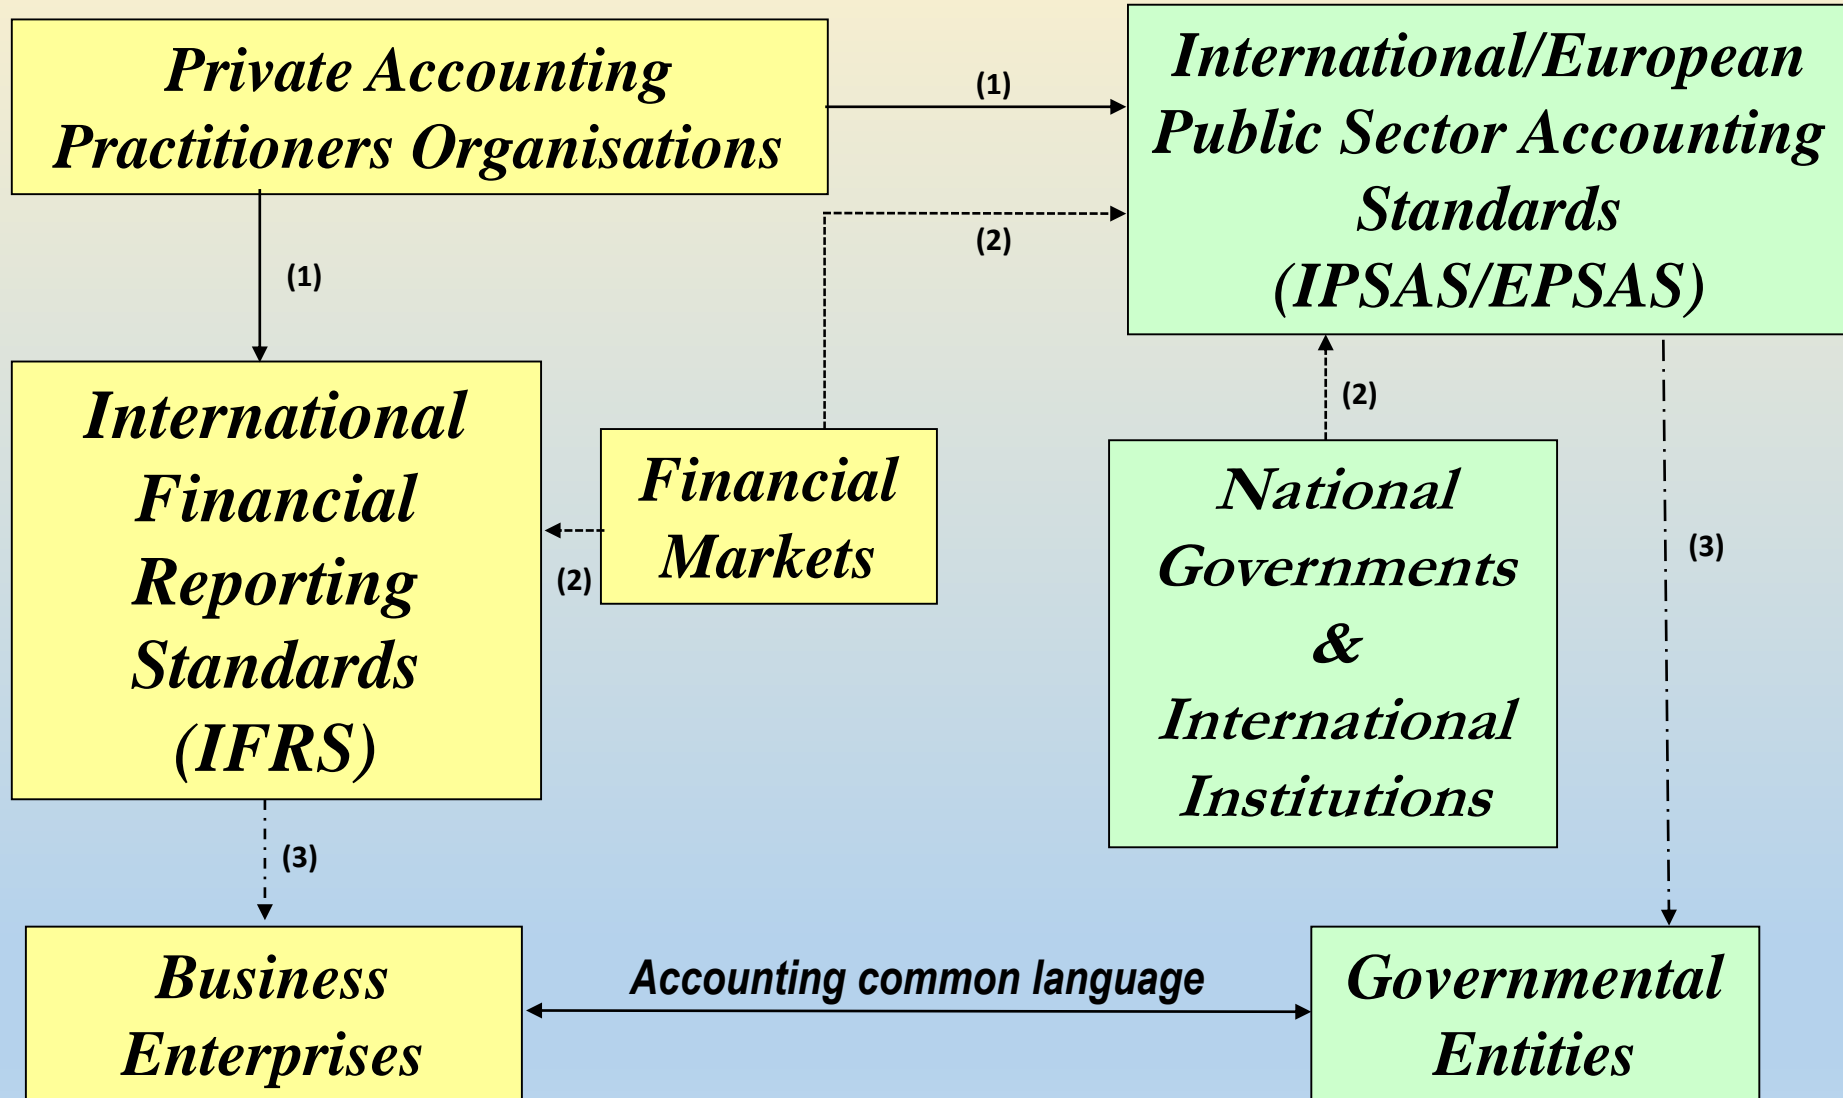 Private Accounting
Practitioners Organisations
(1)
International/European
Public Sector Accounting
Standards
(IPSAS/EPSAS)
(2)
(1)
International
Financial
Reporting
Standards
(IFRS)
(2)
Financial
Markets
(2)
National
Governments
&
International
Institutions
(3)
(3)
Business
Enterprises
Accounting common language
Governmental
Entities